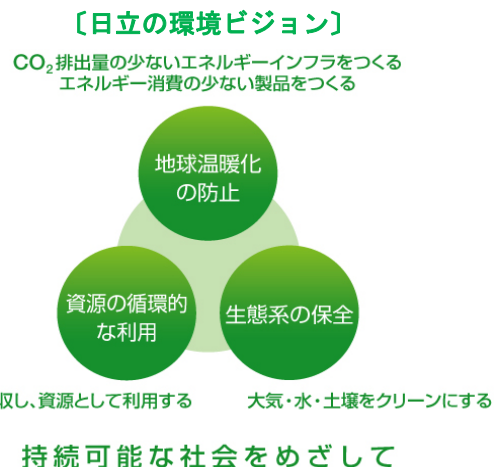 〔日立の環境ビジョン〕
CO₂排出量の少ないエネルギーインフラをつくる
エネルギー消費の少ない製品をつくる
地球温暖化
の防止
資源の循環的
な利用
生態系の保全
収し、資源として利用する
大気・水・土壌をクリーンにする
持続可能な社会をめざして